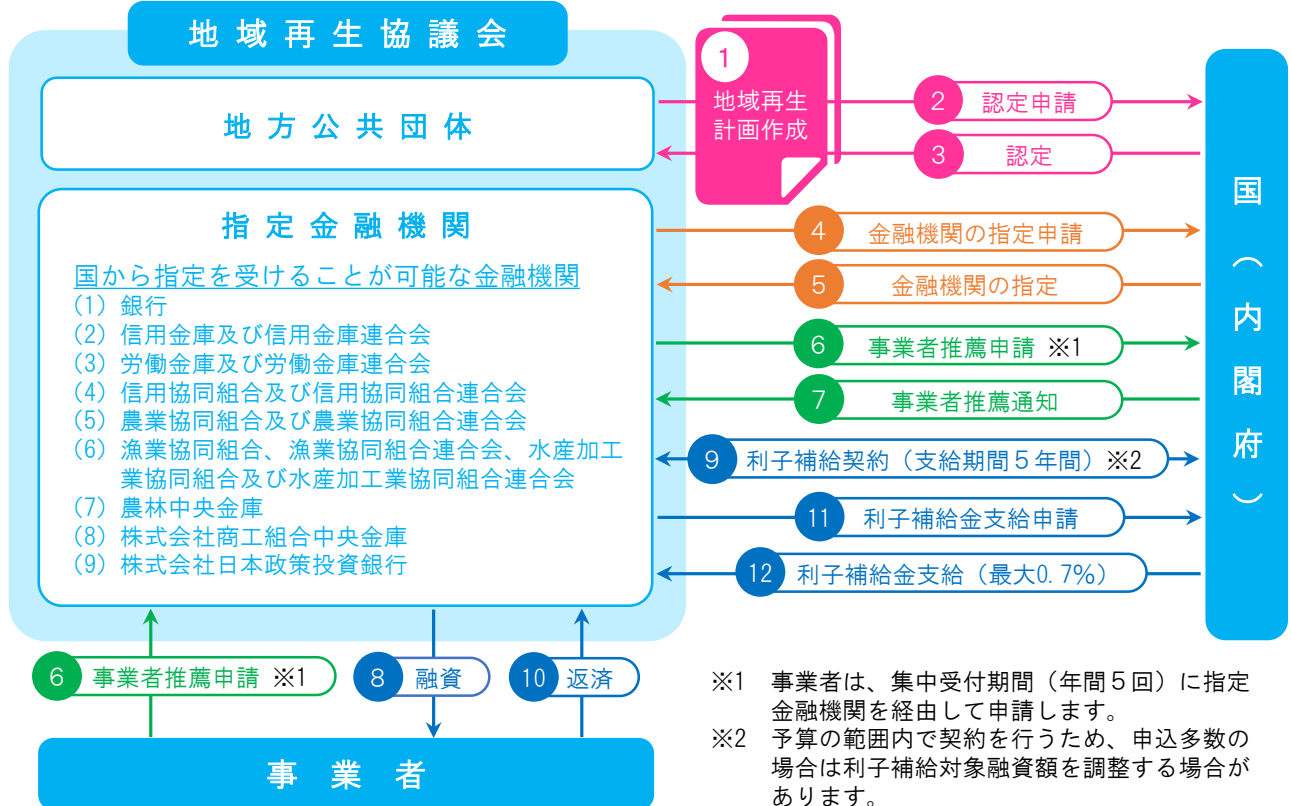 地域再生協議会
地方公共団体
1
地域再生
計画作成
2 認定申請
3 認定
国（内閣府）
指定金融機関
国から指定を受けることが可能な金融機関
(1) 銀行
(2) 信用金庫及び信用金庫連合会
(3) 労働金庫及び労働金庫連合会
(4) 信用協同組合及び信用協同組合連合会
(5) 農業協同組合及び農業協同組合連合会
(6) 漁業協同組合、漁業協同組合連合会、水産加工
業協同組合及び水産加工業協同組合連合会
(7) 農林中央金庫
(8) 株式会社商工組合中央金庫
(9) 株式会社日本政策投資銀行
4 金融機関の指定申請
5 金融機関の指定
6 事業者推薦申請 ※1
7 事業者推薦通知
9 利子補給契約（支給期間５年間）※2
11 利子補給金支給申請
12 利子補給金支給（最大0.7%）
6 事業者推薦申請 ※1
8 融資
10 返済
事業者
※1 事業者は、集中受付期間（年間５回）に指定
金融機関を経由して申請します。
※2 予算の範囲内で契約を行うため、申込多数の
場合は利子補給対象融資額を調整する場合が
あります。